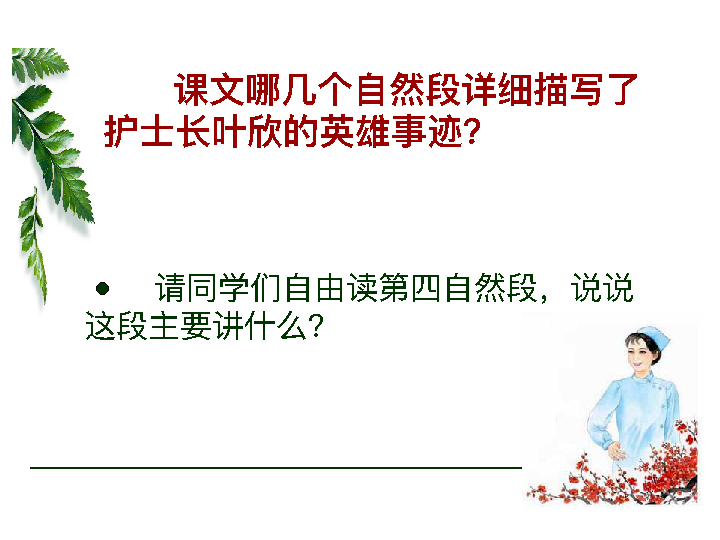 课文哪几个自然段详细描写了
护士长叶欣的英雄事迹?
● 请同学们自由读第四自然段，说说
这段主要讲什么?